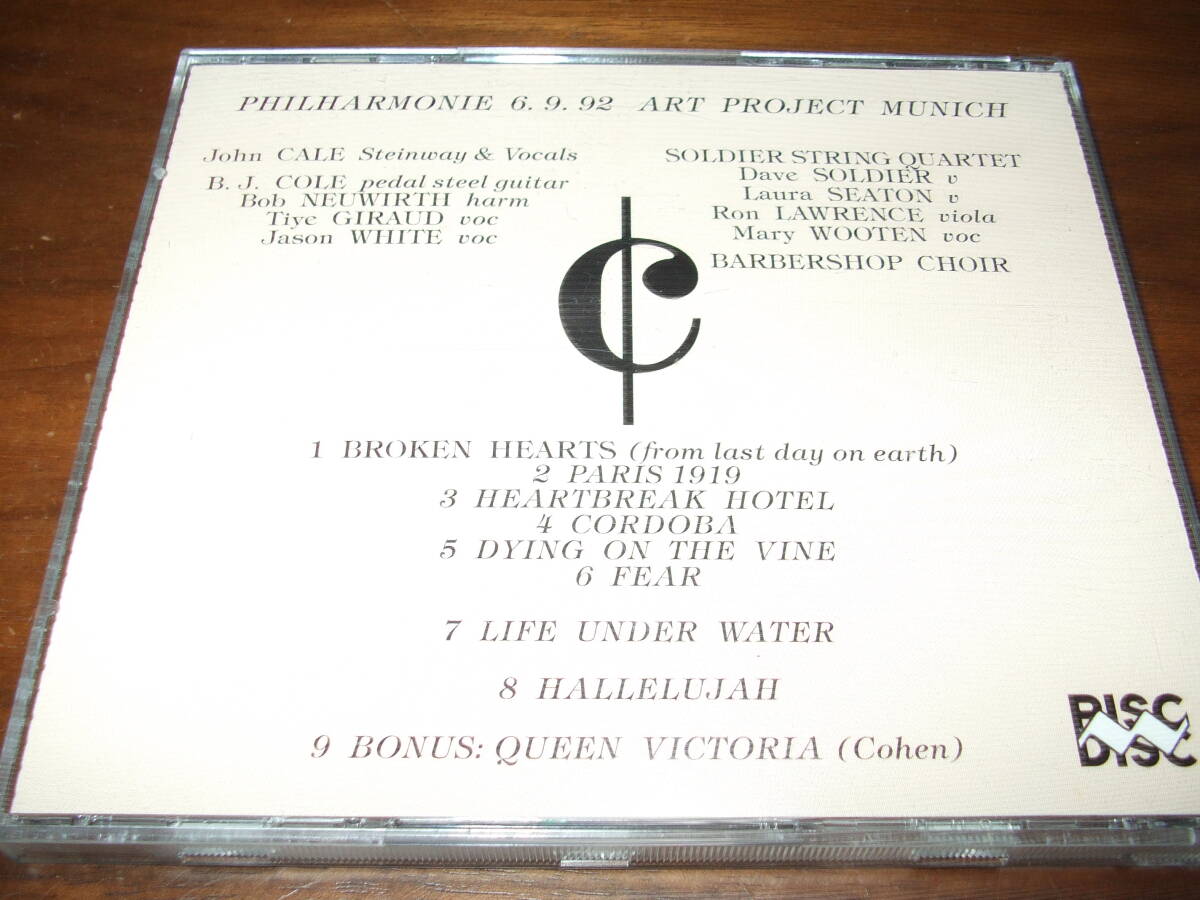 PHILHARMONIE 6. 9. 92 ART PROJECT MUNICH
John CALE Steinway & Vocals
B. J. COLE pedal steel guitar
Bob NEUWIRTH harm
Tiye GIRAUD voc
Jason WHITE voc
SOLDIER STRING QUARTET
Dave SOLDIER v
Laura SEATON v
Ron LAWRENCE viola
Mary WOOTEN voc
BARBERSHOP CHOIR
1 BROKEN HEARTS (from last day on earth)
2 PARIS 1919
3 HEARTBREAK HOTEL
4 CORDOBA
5 DYING ON THE VINE
6 FEAR
7 LIFE UNDER WATER
8 HALLELUJAH
9 BONUS: QUEEN VICTORIA (Cohen)
DISC
DYSC